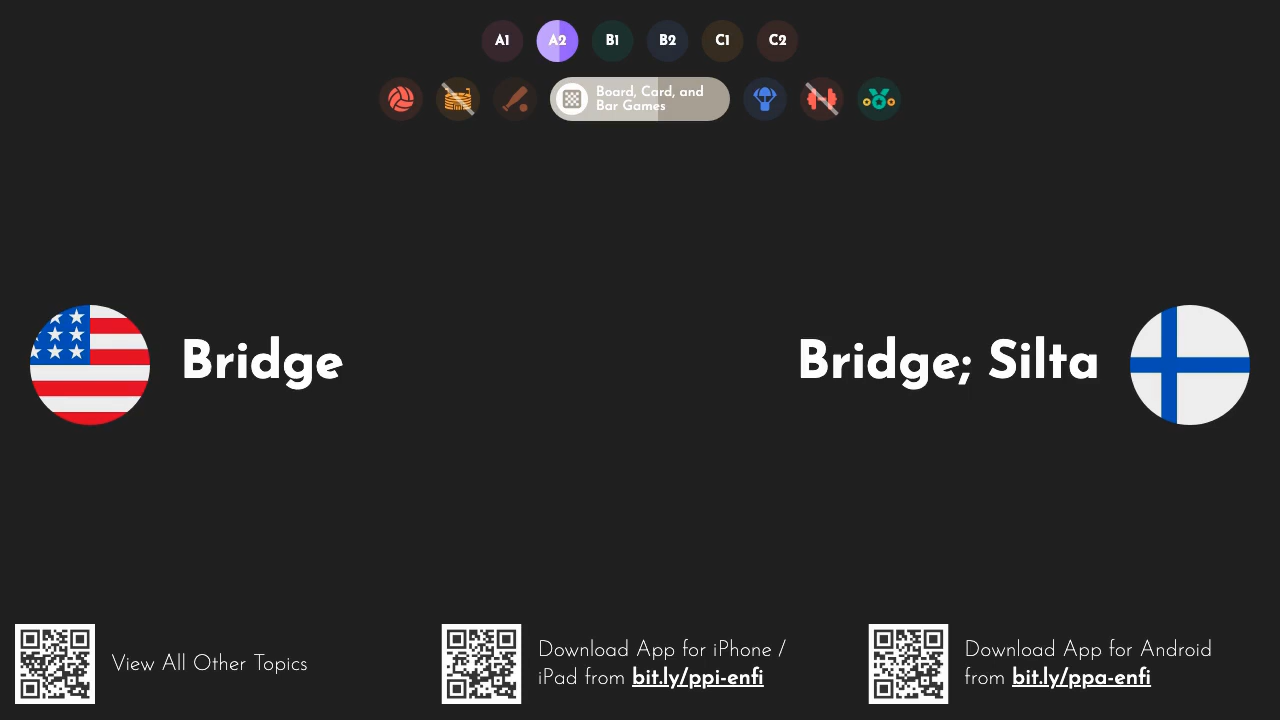 A1 A2 B1 B2 C1 C2
Board, Card, and
Bar Games
Bridge
Bridge; Silta
View All Other Topics
Download App for iPhone /
iPad from bit.ly/ppi-enfi
Download App for Android
from bit.ly/ppa-enfi